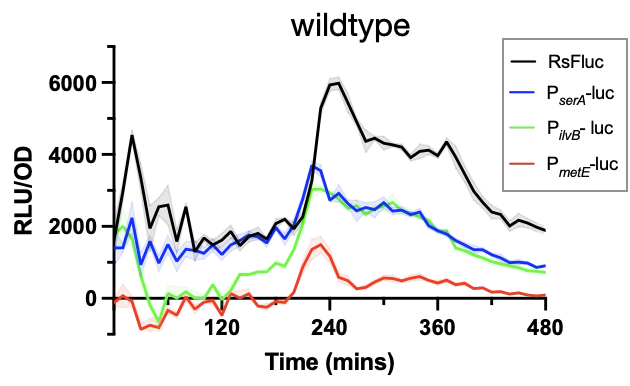 wildtype
RsFluc
PserA-luc
PilvB- luc
PmetE-luc
RLU/OD
6000
4000
2000
0
120
240
360
480
Time (mins)